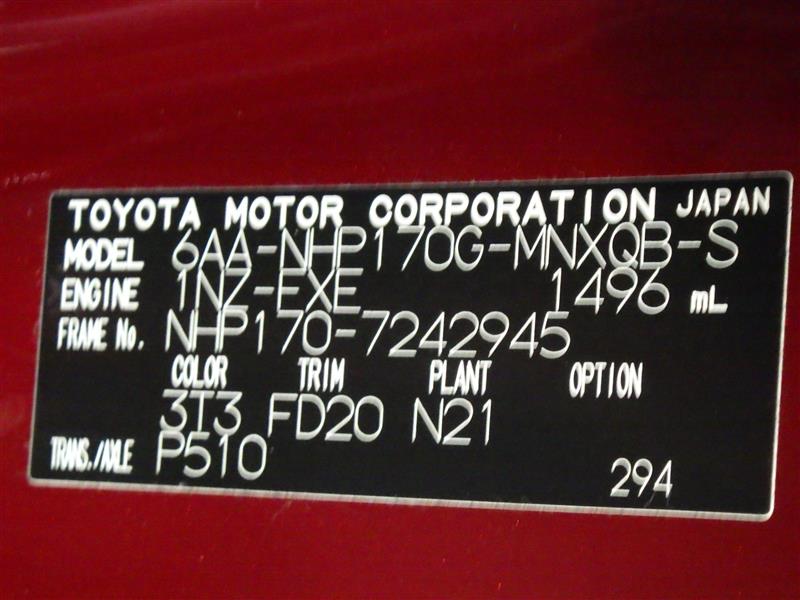 TOYOTA MOTOR CORPORATION JAPAN
MODEL 6AA-NHP170G-MNXQB-S
ENGINE 1NZ-EXE 1496 mL
FRAME No. NHP170-7242945
COLOR TRIM PLANT OPTION
3T3 FD20 N21
TRANS./AXLE P510 294